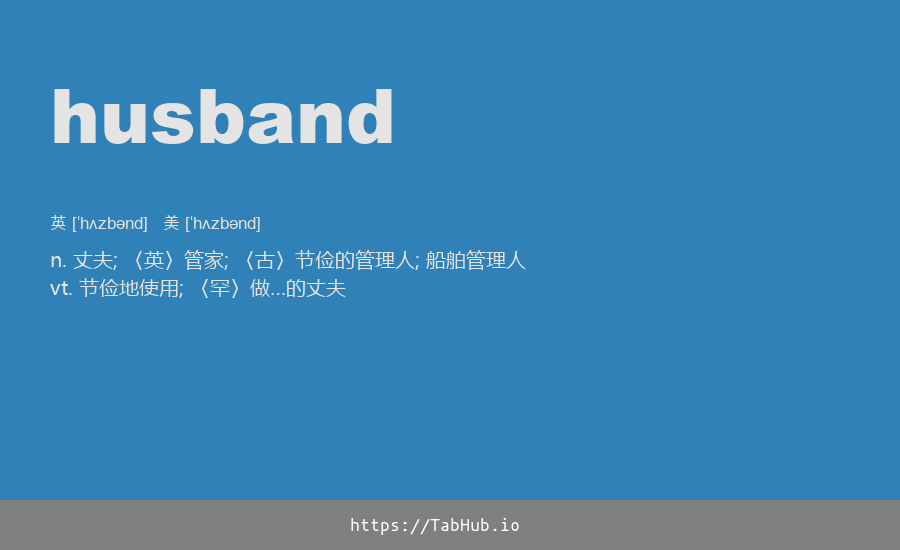 husband
英 [ˈhʌzbənd] 美 [ˈhʌzbənd]
n. 丈夫; 〈英〉管家; 〈古〉节俭的管理人; 船舶管理人
vt. 节俭地使用; 〈罕〉做…的丈夫
https://TabHub.io